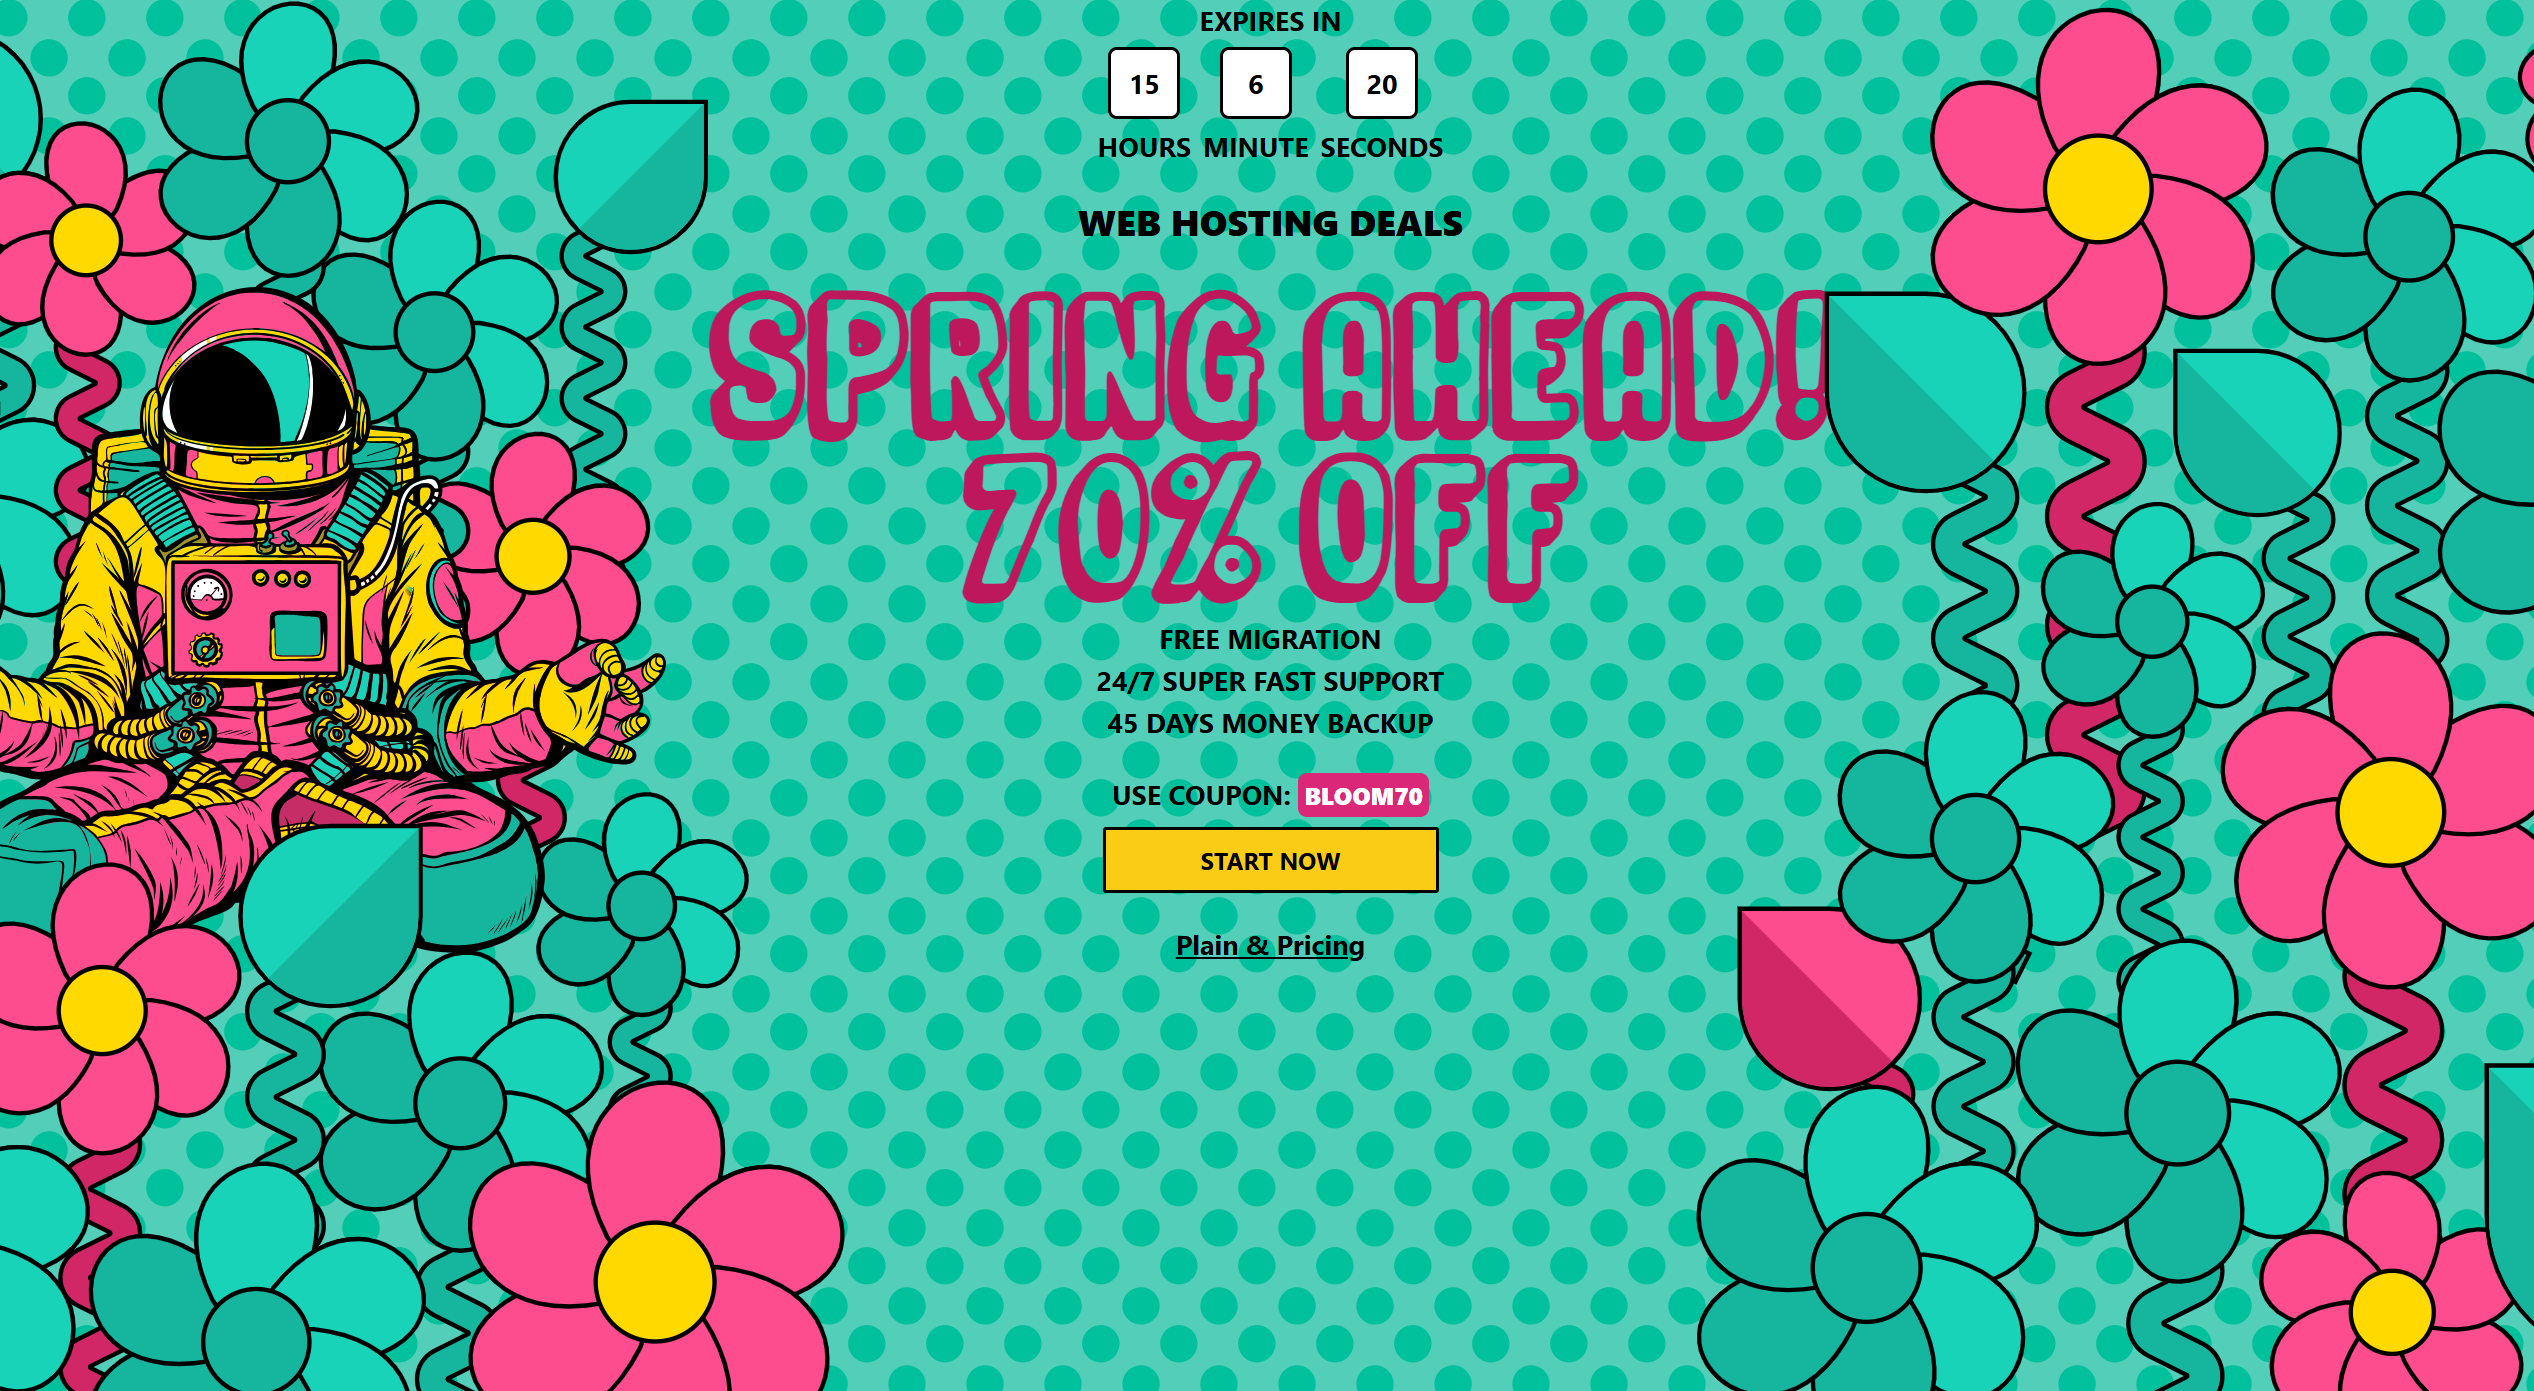 EXPIRES IN
15 6 20
HOURS MINUTE SECONDS
WEB HOSTING DEALS
SPRING AHEAD!
70% OFF
FREE MIGRATION
24/7 SUPER FAST SUPPORT
45 DAYS MONEY BACKUP
USE COUPON: BLOOM70
START NOW
Plain & Pricing